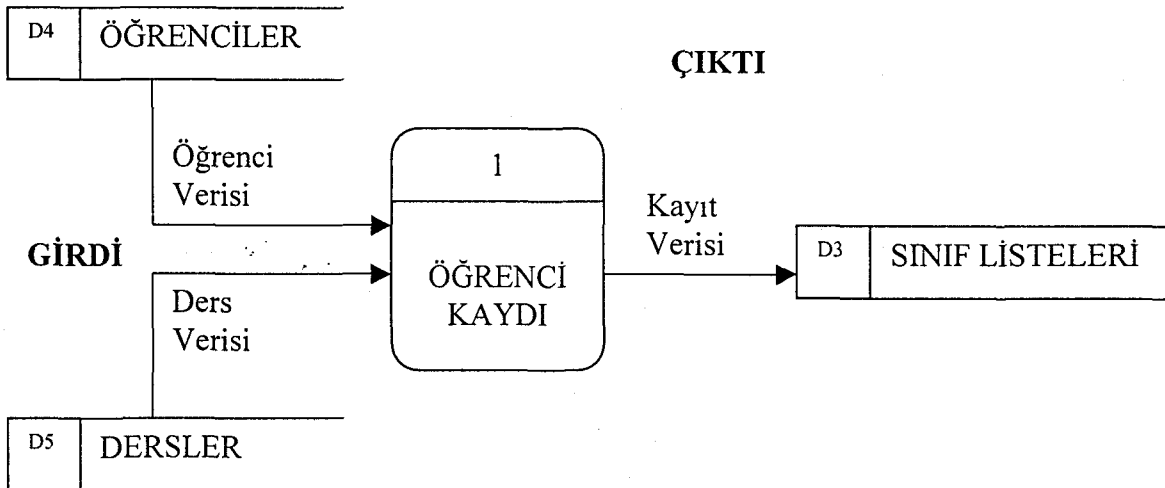 D4 ÖĞRENCİLER
ÇIKTI
Öğrenci
Verisi
1
Kayıt
Verisi
GİRDİ
D3 SINIF LİSTELERİ
ÖĞRENCİ
KAYDI
Ders
Verisi
D5 DERSLER